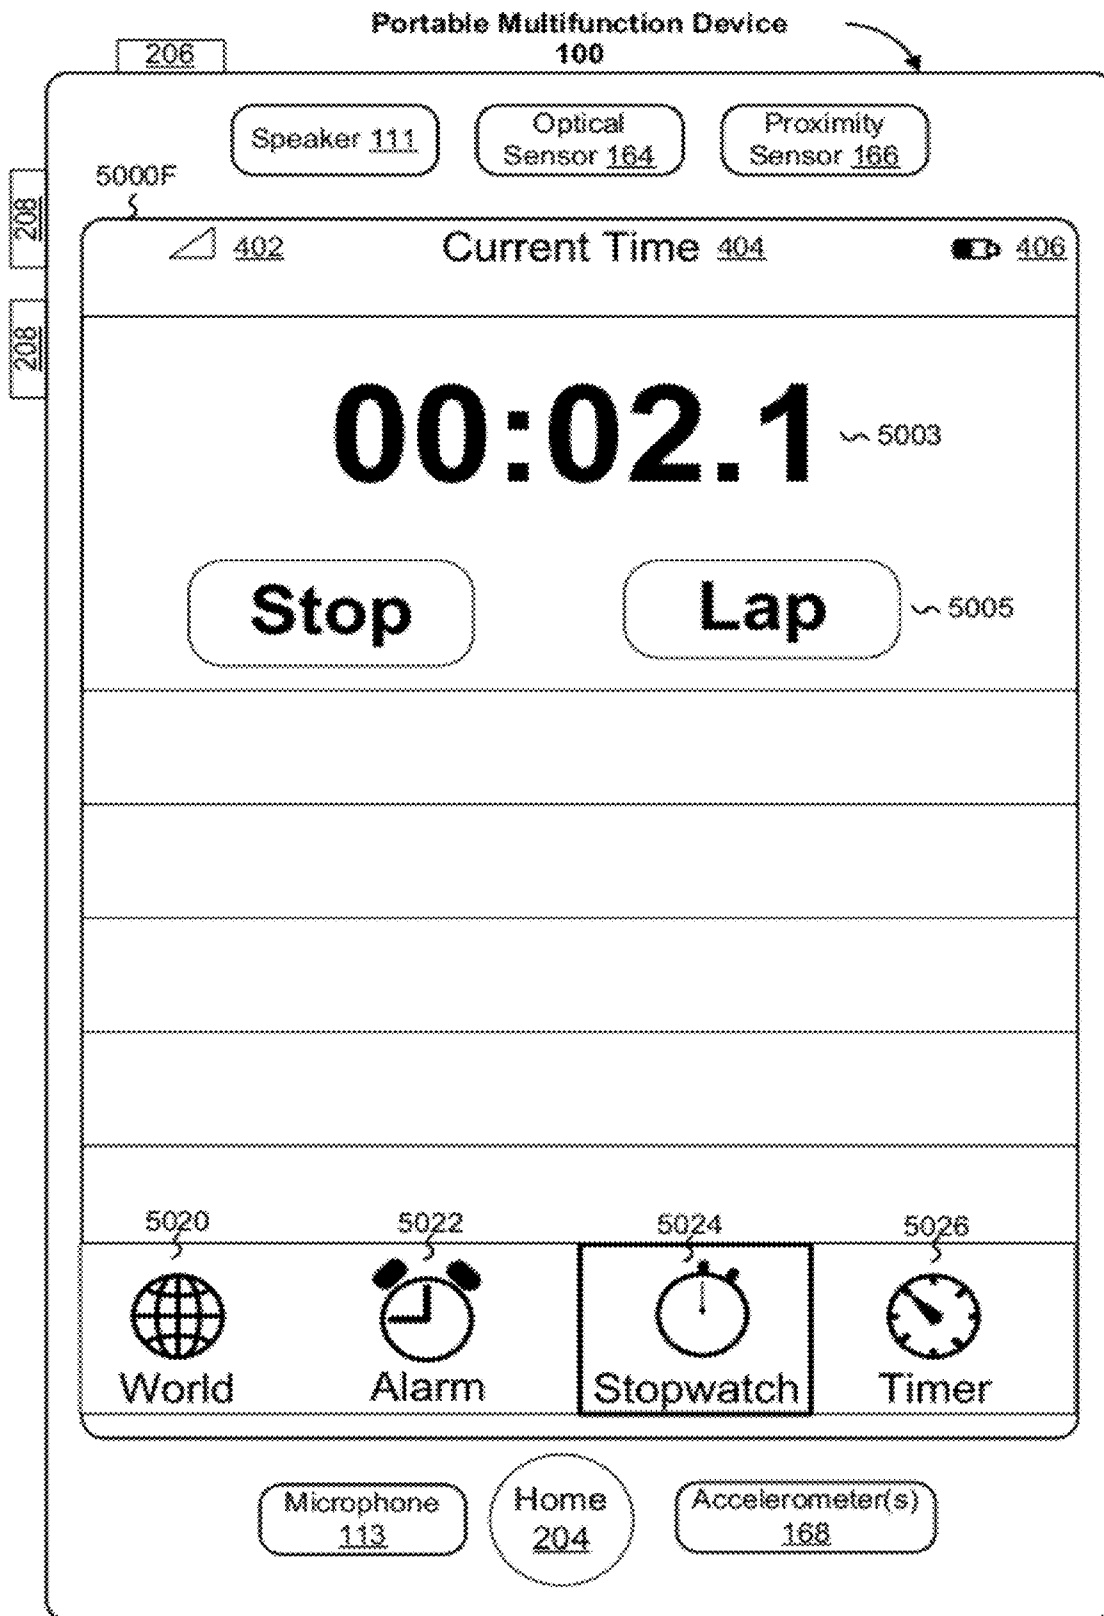 Portable Multifunction Device
100
206
Speaker 111
Optical
Sensor 164
Proximity
Sensor 166
5000F
208
208
402
Current Time 404
406
00:02.1
5003
Stop
Lap
5005
5020
5022
5024
5026
World
Alarm
Stopwatch
Timer
Microphone
113
Home
204
Accelerometer(s)
168